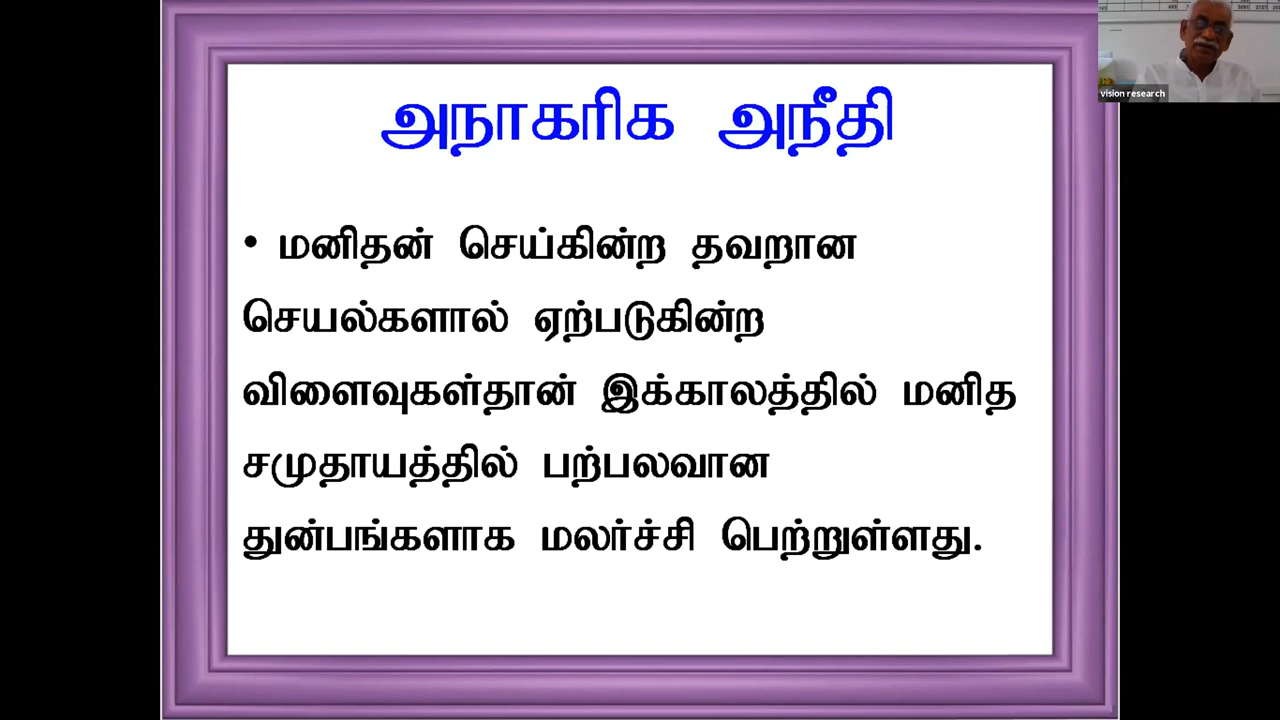 அநாகரிக அநீதி
• மனிதன் செய்கின்ற தவறான
செயல்களால் ஏற்படுகின்ற
விளைவுகள்தான் இக்காலத்தில் மனித
சமுதாயத்தில் பற்பலவான
துன்பங்களாக மலர்ச்சி பெற்றுள்ளது.
vision research